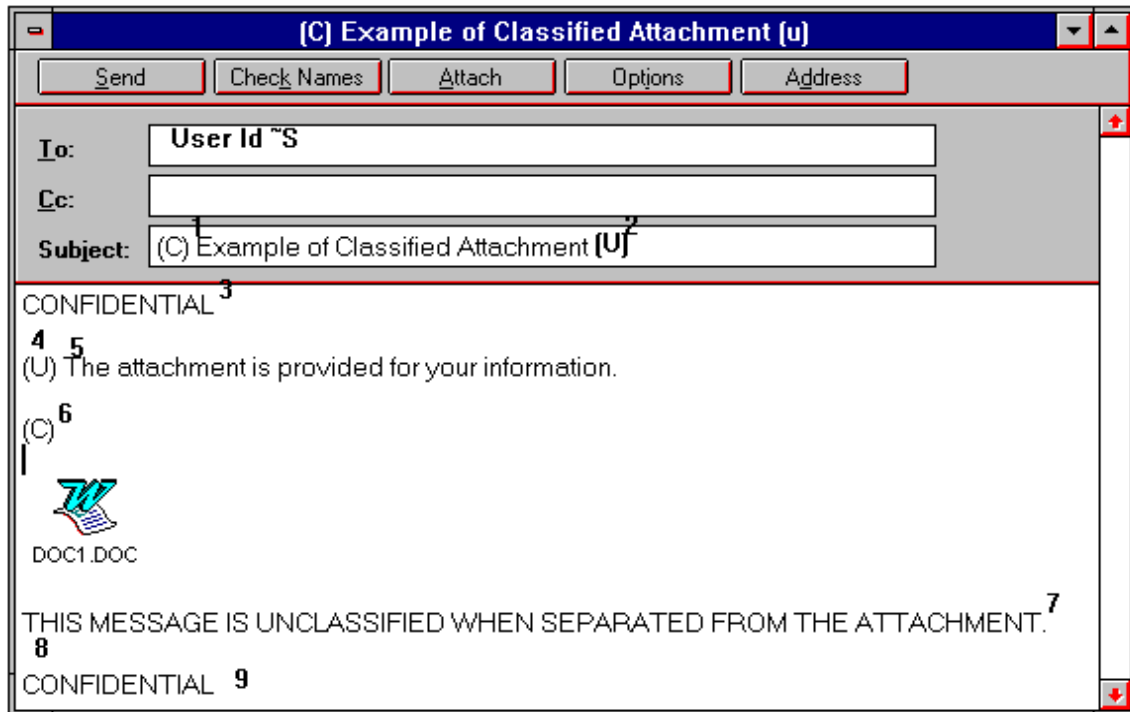 (C) Example of Classified Attachment (u)
Send Check Names Attach Options Address
To: User Id ~S
Cc:
1 2
Subject: (C) Example of Classified Attachment (U)
CONFIDENTIAL 3
4 5
(U) The attachment is provided for your information.
(C) 6
DOC1.DOC
THIS MESSAGE IS UNCLASSIFIED WHEN SEPARATED FROM THE ATTACHMENT. 7
8
CONFIDENTIAL 9